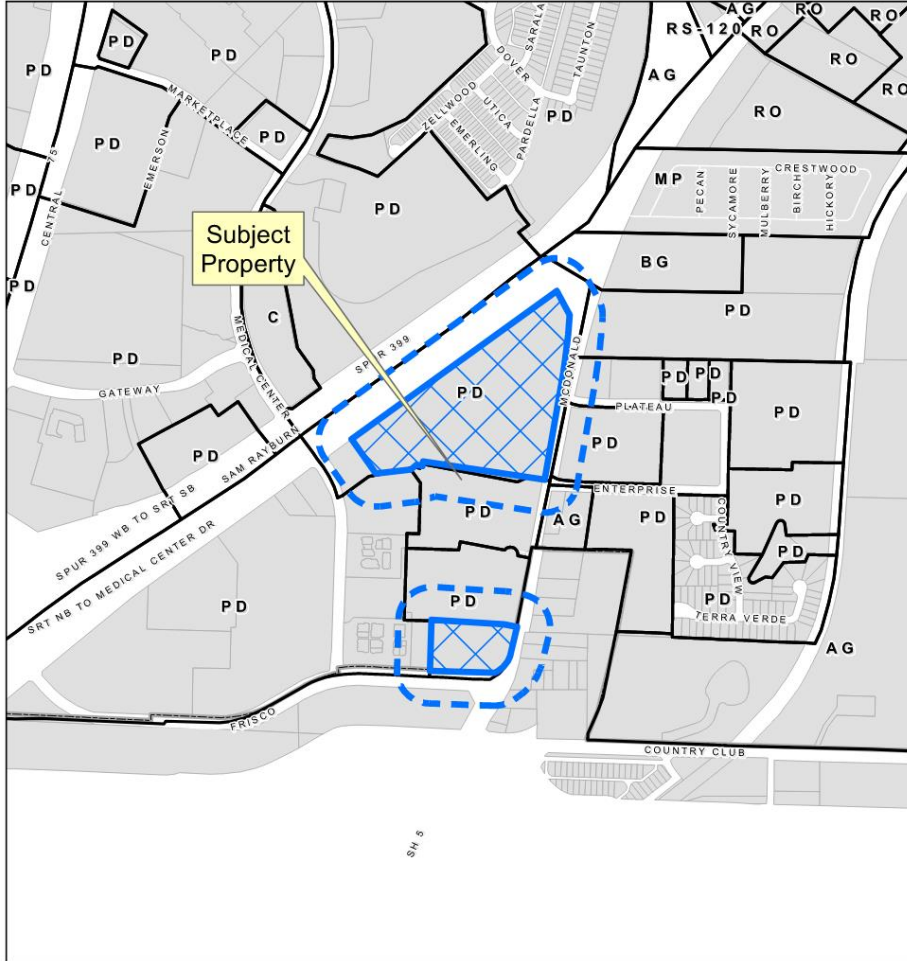 AG
RO
RO
RO
RS-120
RO
PD
PD
PD
AG
RO
RO
SARALA
DOVER
TAUNTON
ZELLWOOD
UTICA
EMERLING
PARDELLA
PD
MARKETPLACE
PD
EMERSON
PD
RO
CENTRAL
75
PD
CRESTWOOD
MP
PECAN
SYCAMORE
MULBERRY
BIRCH
HICKORY
PD
Subject
Property
BG
PD
C
PD
MEDICAL CENTER
SPUR 399
PD
GATEWAY
MCDONALD
PD
PD
PD
PD
PD
PLATEAU
PD
PD
PD
SAM RAYBURN
SPUR 399 WB TO SRT SB
SRT NB TO MEDICAL CENTER DR
ENTERPRISE
PD
PD
AG
PD
COUNTRY VIEW
PD
PD
PD
PD
TERRA VERDE
AG
FRISCO
COUNTRY CLUB
SH 5